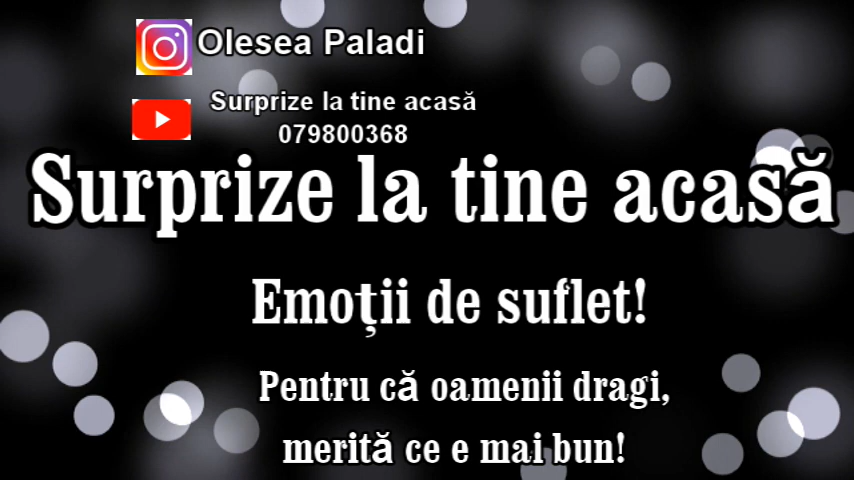 Olesea Paladi
Surprize la tine acasă
079800368
Surprize la tine acasă
Emoții de suflet!
Pentru că oamenii dragi,
merită ce e mai bun!